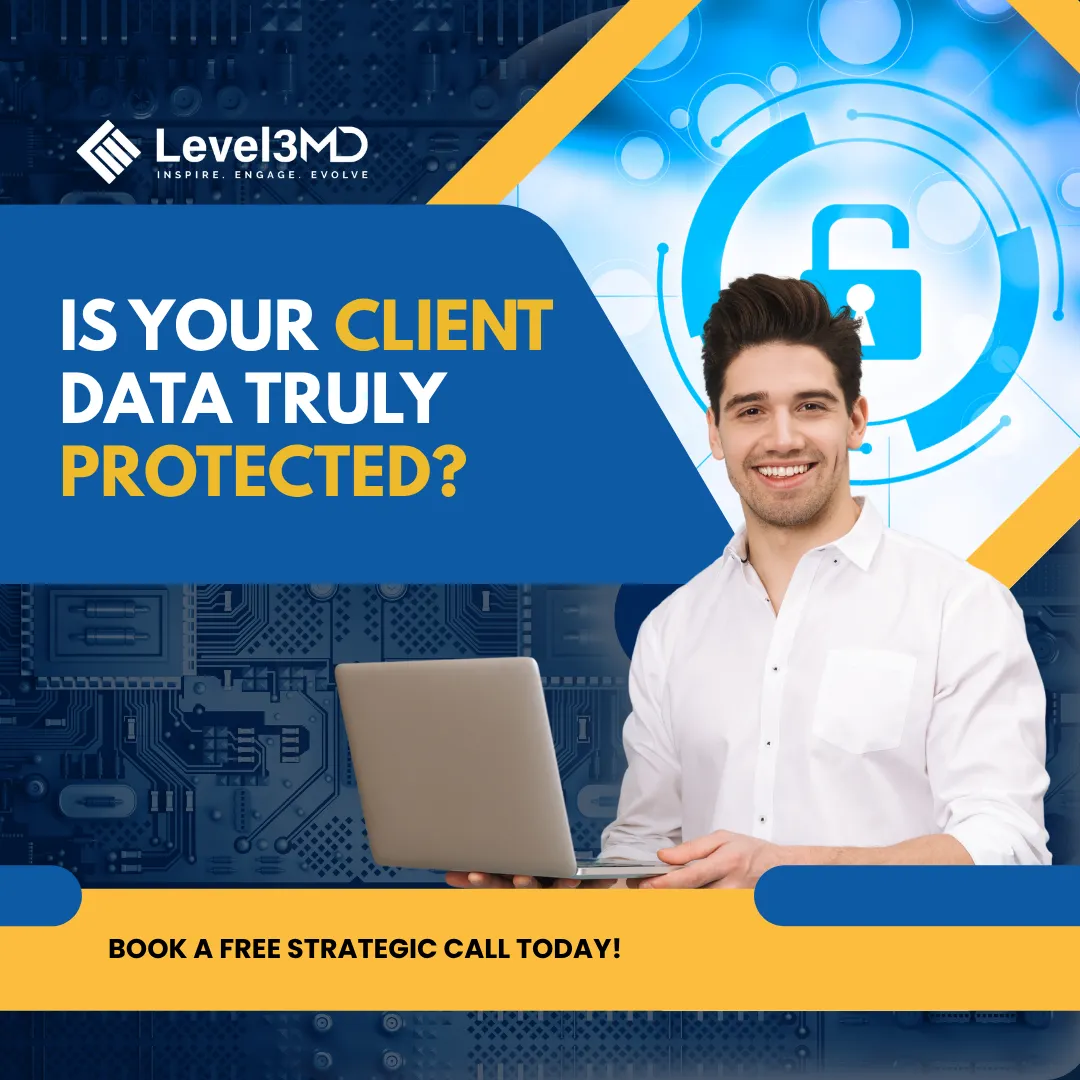 Level3MD
INSPIRE. ENGAGE. EVOLVE
IS YOUR CLIENT
DATA TRULY
PROTECTED?
BOOK A FREE STRATEGIC CALL TODAY!